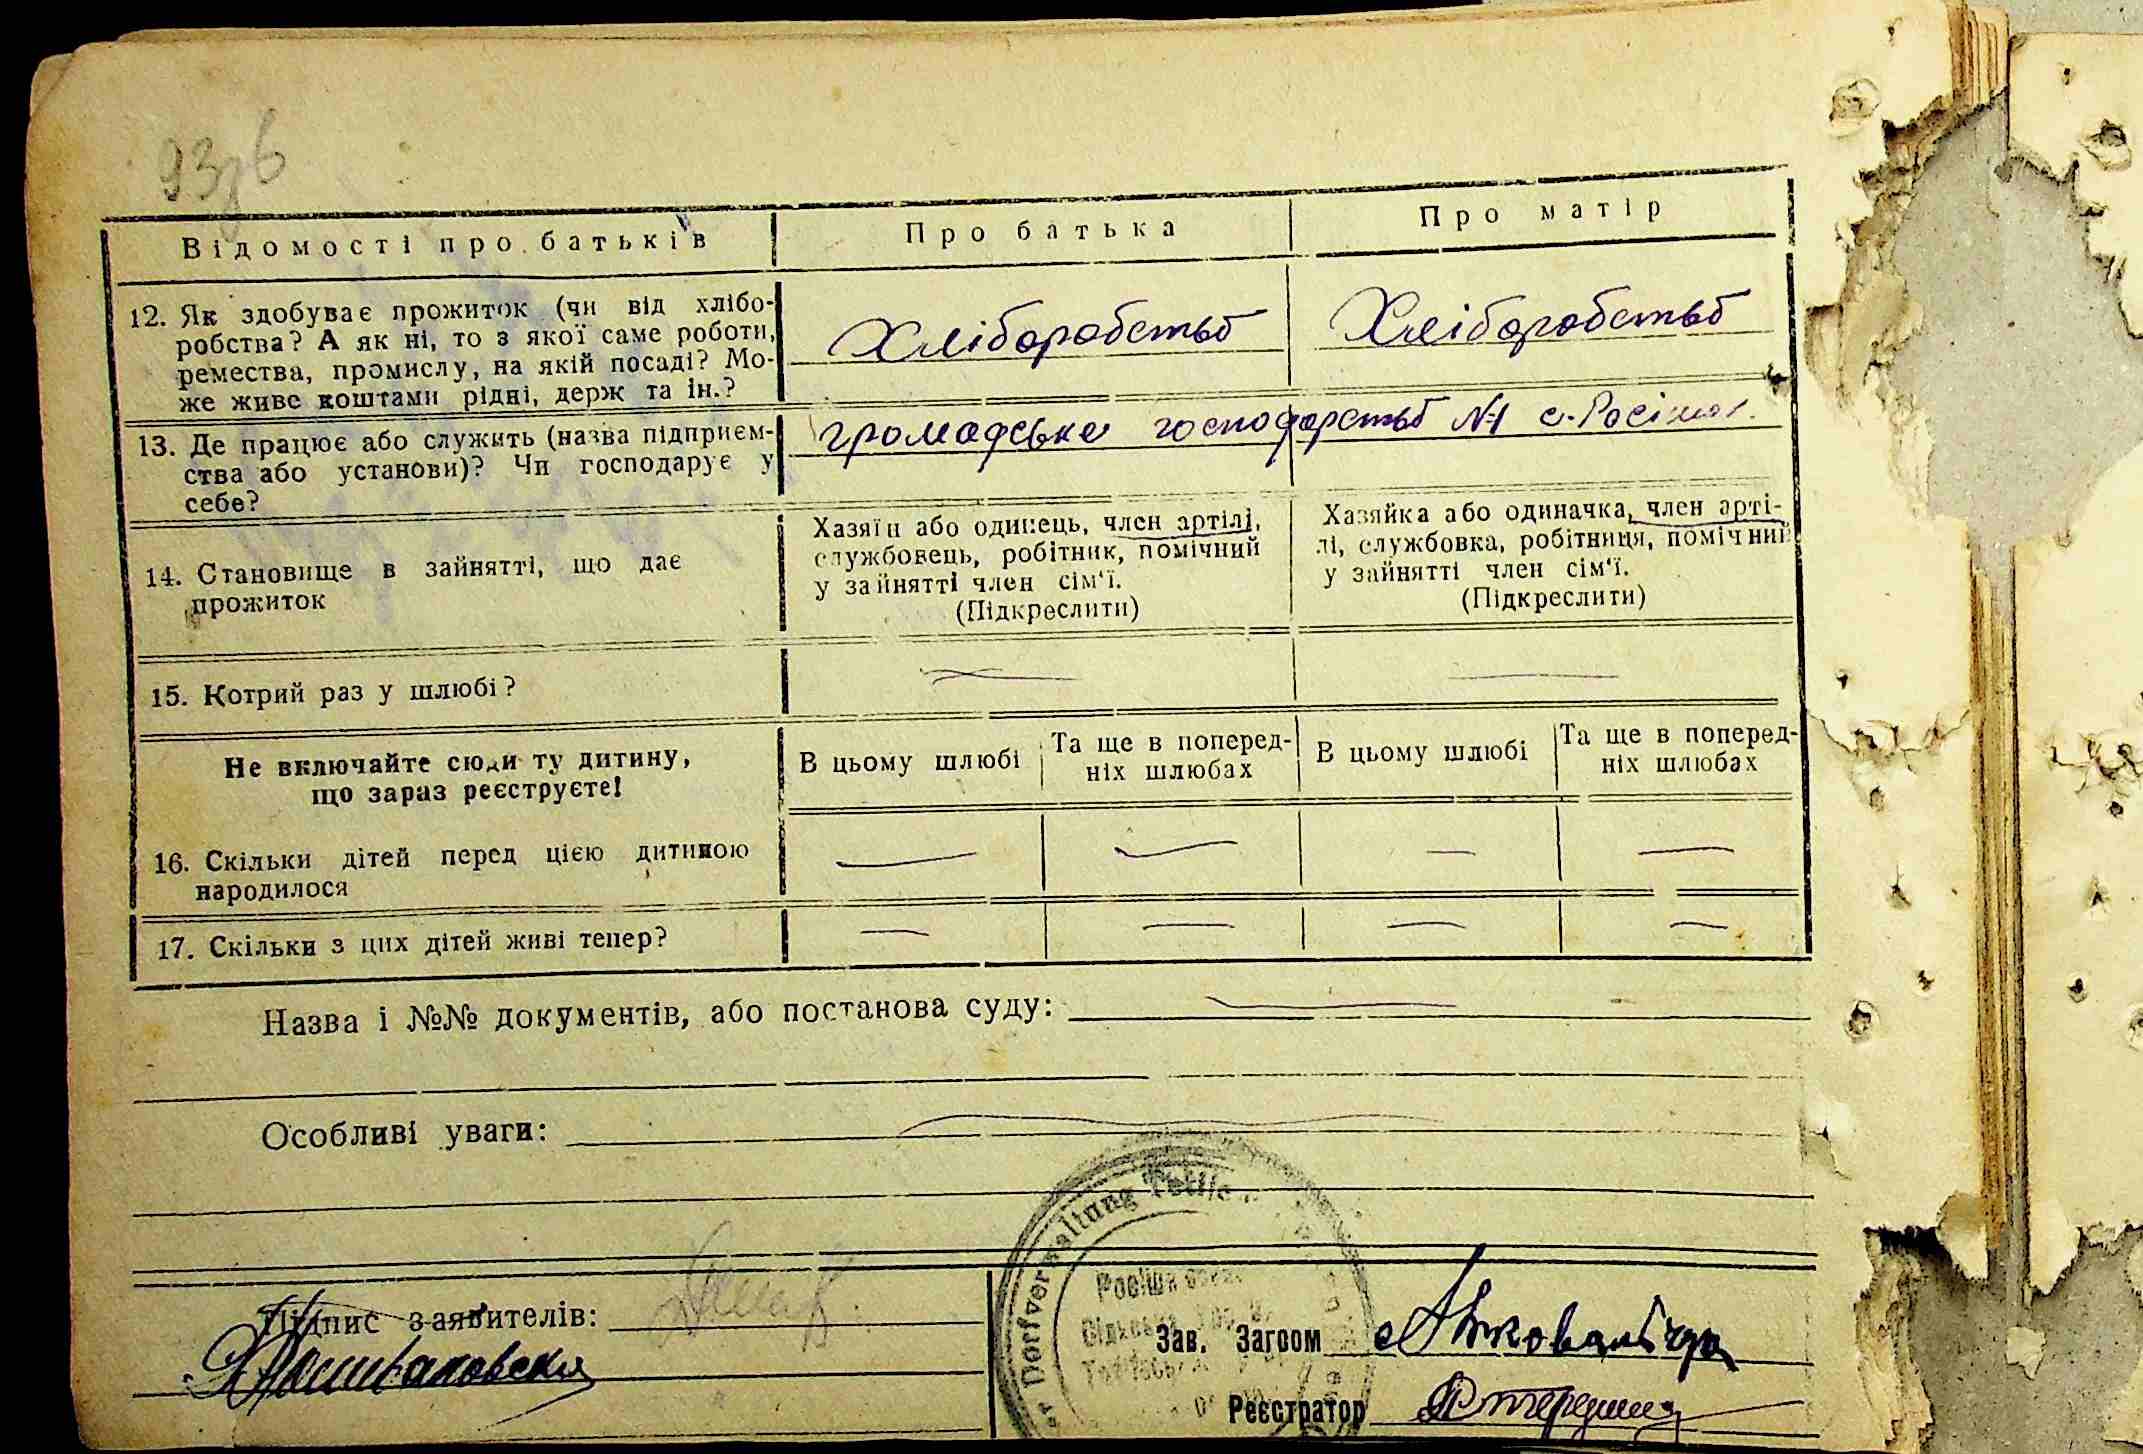 93зв
Відомості про батьків
Про батька
Про матір
12. Як здобуває прожиток (чи від хлібо-
робства? А як ні, то з якої саме роботи,
ремества, промислу, на якій посаді? Мо-
же живе коштами рідні, держ та ін.?
Хліборобство
Хліборобство
13. Де працює або служить (назва підприєм-
ства або установи)? Чи господарує у
себе?
громадське господарство №1 с.
14. Становище в зайнятті, що дає
прожиток
Хазяїн або одинець, член артілі,
службовець, робітник, помічний
у зайнятті член сім'ї.
(Підкреслити)
Хазяйка або одиначка, член арті-
лі, службовка, робітниця, помічний
у зайнятті член сім'ї.
(Підкреслити)
15. Котрий раз у шлюбі?
Не включайте сюди ту дитину,
що зараз реєструєте!
В цьому шлюбі
Та ще в поперед-
ніх шлюбах
В цьому шлюбі
Та ще в поперед-
ніх шлюбах
16. Скільки дітей перед цією дитиною
народилося
17. Скільки з цих дітей живі тепер?
Назва і №№ документів, або постанова суду:
Особливі уваги:
Dorfverwaltung
Підпис заявителів:
Зав. Загсом
Реєстратор